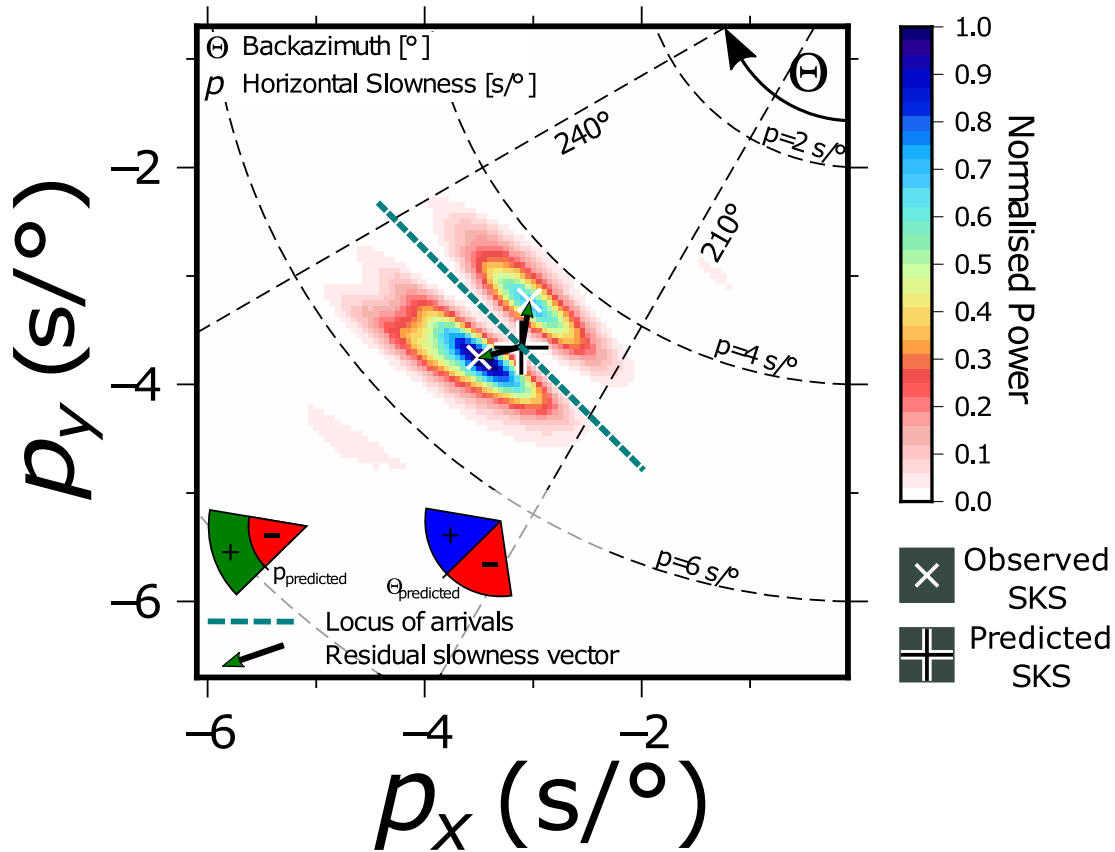 Θ Backazimuth [°]
p Horizontal Slowness [s/°]
Θ
240°
210°
p=2 s/°
p=4 s/°
p=6 s/°
−2
−4
−6
p_y (s/°)
+
−
p_predicted
+
−
Θ_predicted
Locus of arrivals
Residual slowness vector
−6
−4
−2
p_x (s/°)
1.0
0.9
0.8
0.7
0.6
0.5
0.4
0.3
0.2
0.1
0.0
Normalised Power
Observed
SKS
Predicted
SKS